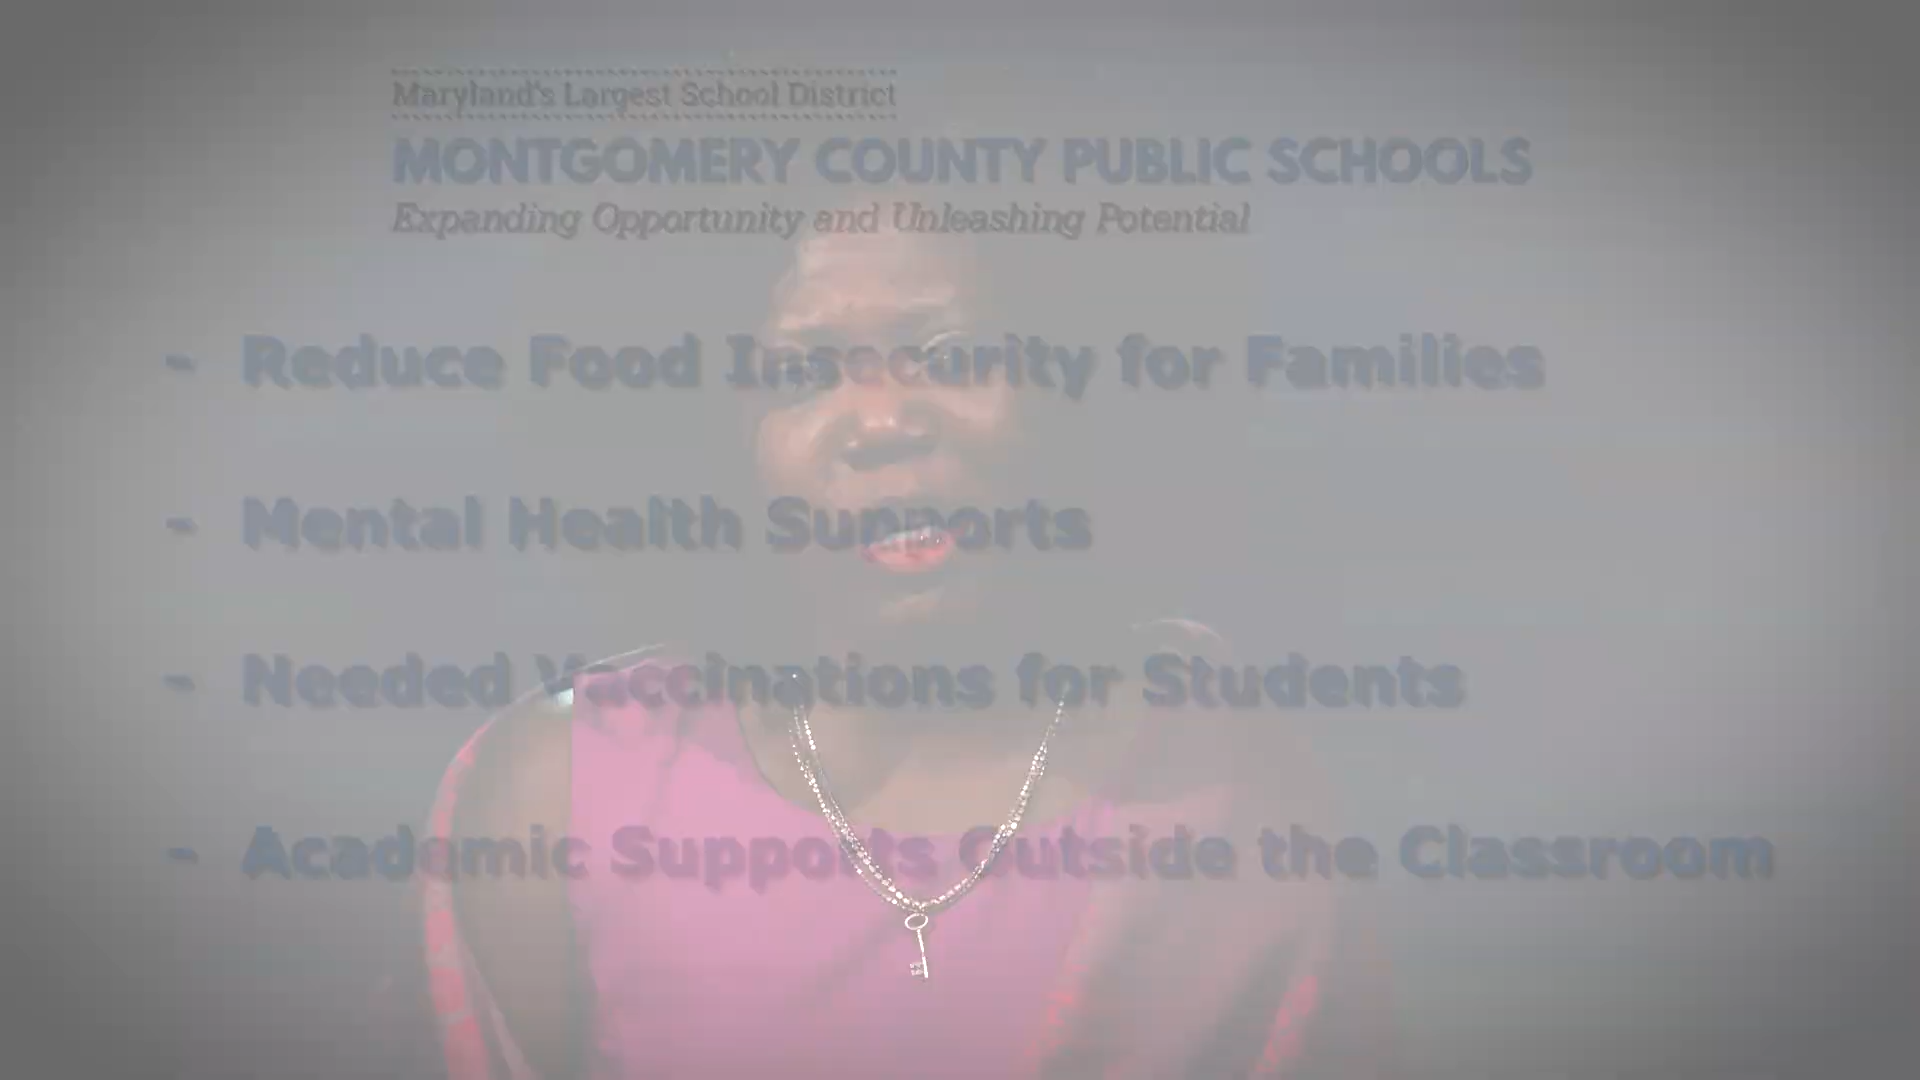 Maryland's Largest School District
MONTGOMERY COUNTY PUBLIC SCHOOLS
Expanding Opportunity and Unleashing Potential
- Reduce Food Insecurity for Families
- Mental Health Supports
- Needed Vaccinations for Students
- Academic Supports Outside the Classroom